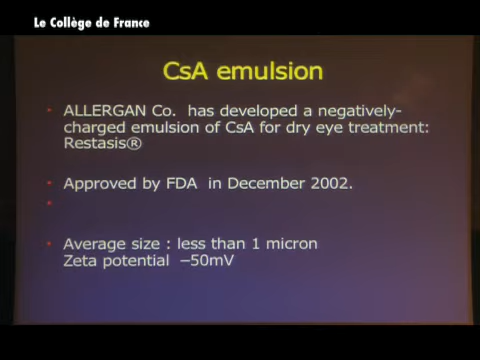 Le Collège de France
CsA emulsion
ALLERGAN Co. has developed a negatively-
charged emulsion of CsA for dry eye treatment:
Restasis®
Approved by FDA in December 2002.
Average size : less than 1 micron
Zeta potential –50mV